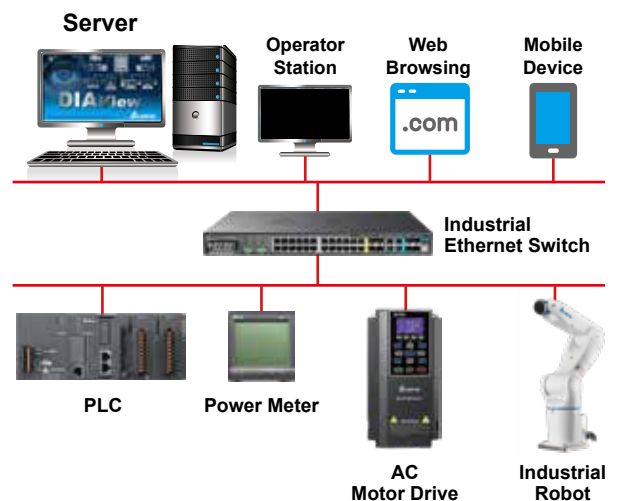 Server
Operator
Station
Web
Browsing
Mobile
Device
DIAView
.com
Industrial
Ethernet Switch
PLC
Power Meter
AC
Motor Drive
Industrial
Robot